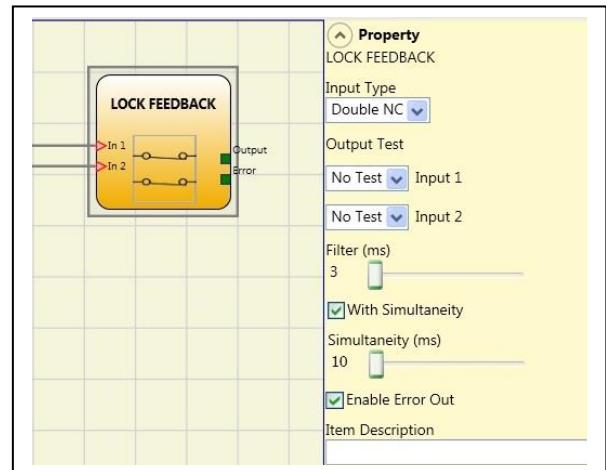 LOCK FEEDBACK
In 1
In 2
Output
Error
Property
LOCK FEEDBACK
Input Type
Double NC
Output Test
No Test Input 1
No Test Input 2
Filter (ms)
3
With Simultaneity
Simultaneity (ms)
10
Enable Error Out
Item Description